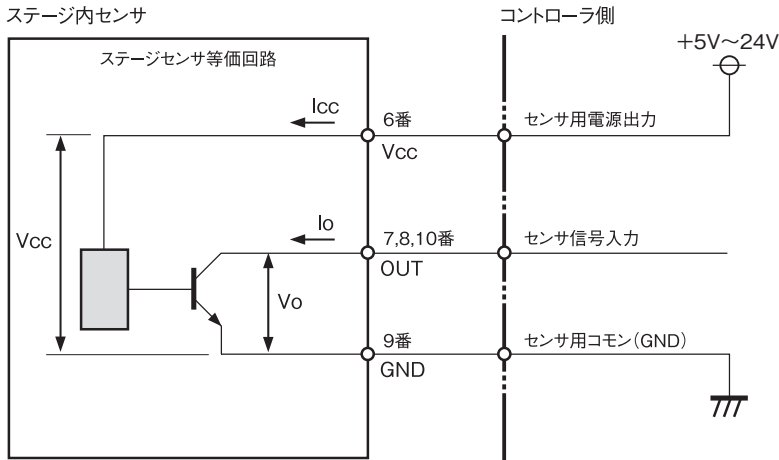 ステージ内センサ
コントローラ側
+5V〜24V
ステージセンサ等価回路
Icc
6番
センサ用電源出力
Vcc
Vcc
Io
7,8,10番
センサ信号入力
OUT
Vo
9番
センサ用コモン(GND)
GND